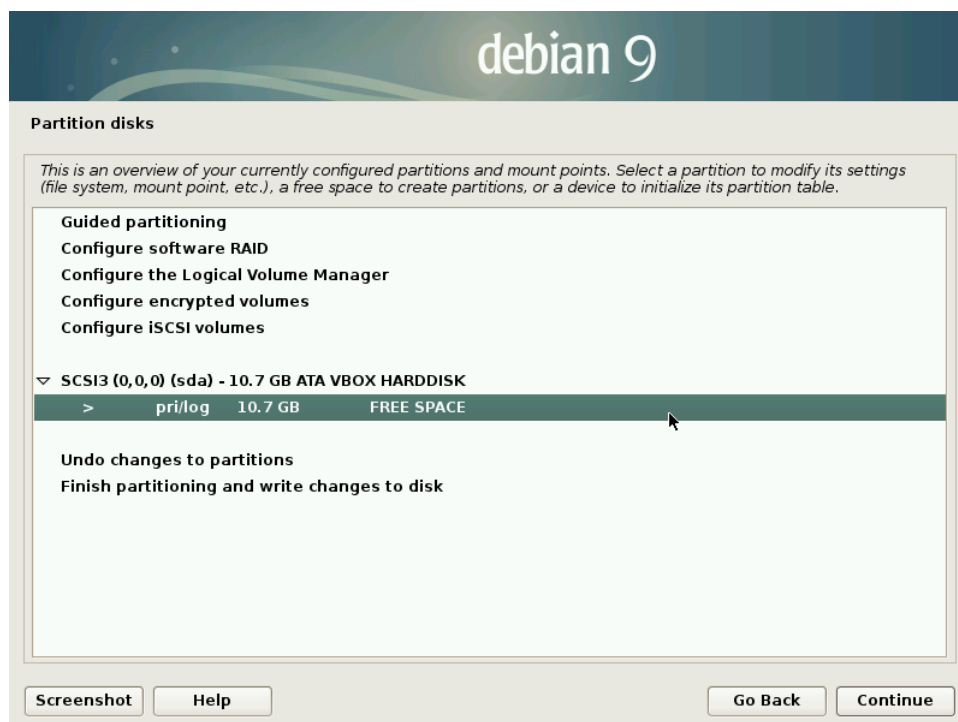 debian 9
Partition disks
This is an overview of your currently configured partitions and mount points. Select a partition to modify its settings
(file system, mount point, etc.), a free space to create partitions, or a device to initialize its partition table.
Guided partitioning
Configure software RAID
Configure the Logical Volume Manager
Configure encrypted volumes
Configure iSCSI volumes
SCSI3 (0,0,0) (sda) - 10.7 GB ATA VBOX HARDDISK
> pri/log 10.7 GB FREE SPACE
Undo changes to partitions
Finish partitioning and write changes to disk
Screenshot Help Go Back Continue